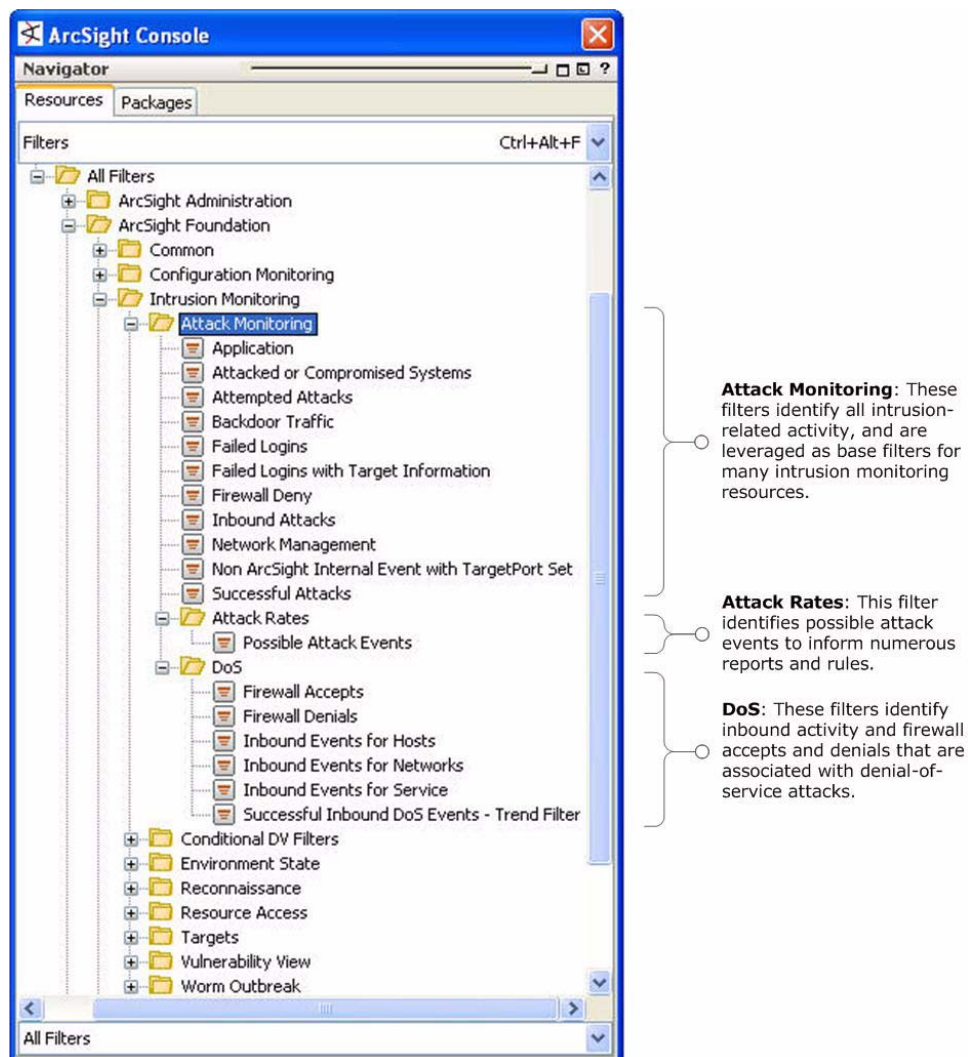 ArcSight Console
Navigator
?
Resources
Packages
Filters
Ctrl+Alt+F
All Filters
ArcSight Administration
ArcSight Foundation
Common
Configuration Monitoring
Intrusion Monitoring
Attack Monitoring
Application
Attacked or Compromised Systems
Attempted Attacks
Backdoor Traffic
Failed Logins
Failed Logins with Target Information
Firewall Deny
Inbound Attacks
Network Management
Non ArcSight Internal Event with TargetPort Set
Successful Attacks
Attack Rates
Possible Attack Events
DoS
Firewall Accepts
Firewall Denials
Inbound Events for Hosts
Inbound Events for Networks
Inbound Events for Service
Successful Inbound DoS Events - Trend Filter
Conditional DV Filters
Environment State
Reconnaissance
Resource Access
Targets
Vulnerability View
Worm Outbreak
All Filters
Attack Monitoring: These
filters identify all intrusion-
related activity, and are
leveraged as base filters for
many intrusion monitoring
resources.
Attack Rates: This filter
identifies possible attack
events to inform numerous
reports and rules.
DoS: These filters identify
inbound activity and firewall
accepts and denials that are
associated with denial-of-
service attacks.